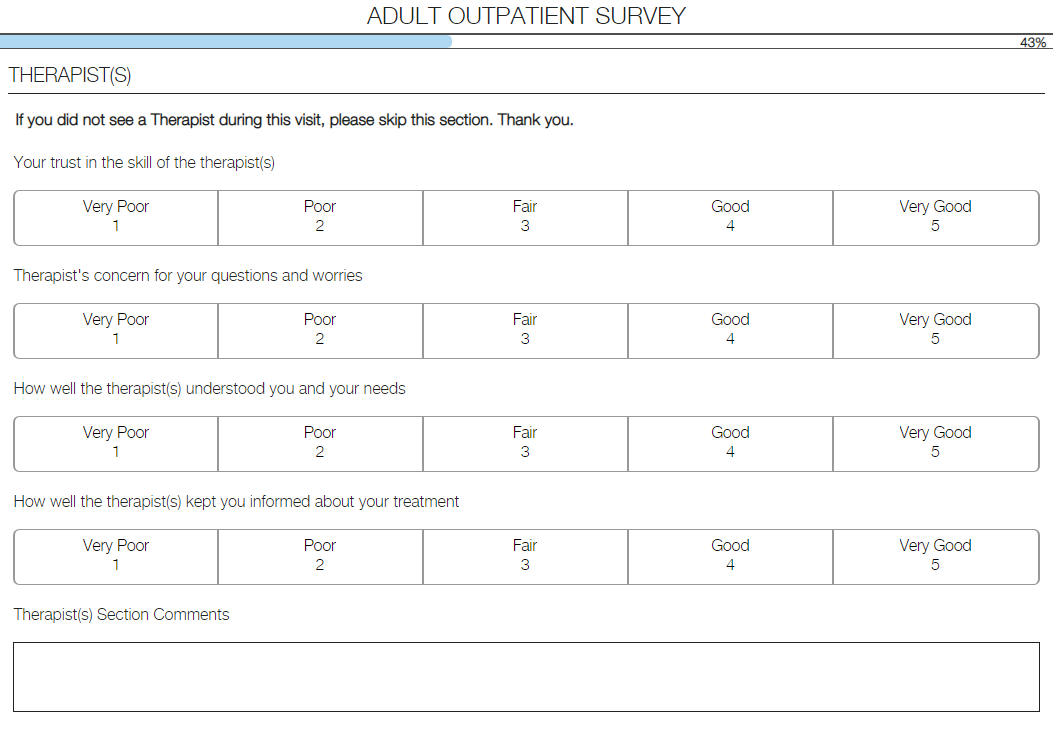 ADULT OUTPATIENT SURVEY
43%
THERAPIST(S)
If you did not see a Therapist during this visit, please skip this section. Thank you.
Your trust in the skill of the therapist(s)
Very Poor Poor Fair Good Very Good
1 2 3 4 5
Therapist's concern for your questions and worries
Very Poor Poor Fair Good Very Good
1 2 3 4 5
How well the therapist(s) understood you and your needs
Very Poor Poor Fair Good Very Good
1 2 3 4 5
How well the therapist(s) kept you informed about your treatment
Very Poor Poor Fair Good Very Good
1 2 3 4 5
Therapist(s) Section Comments